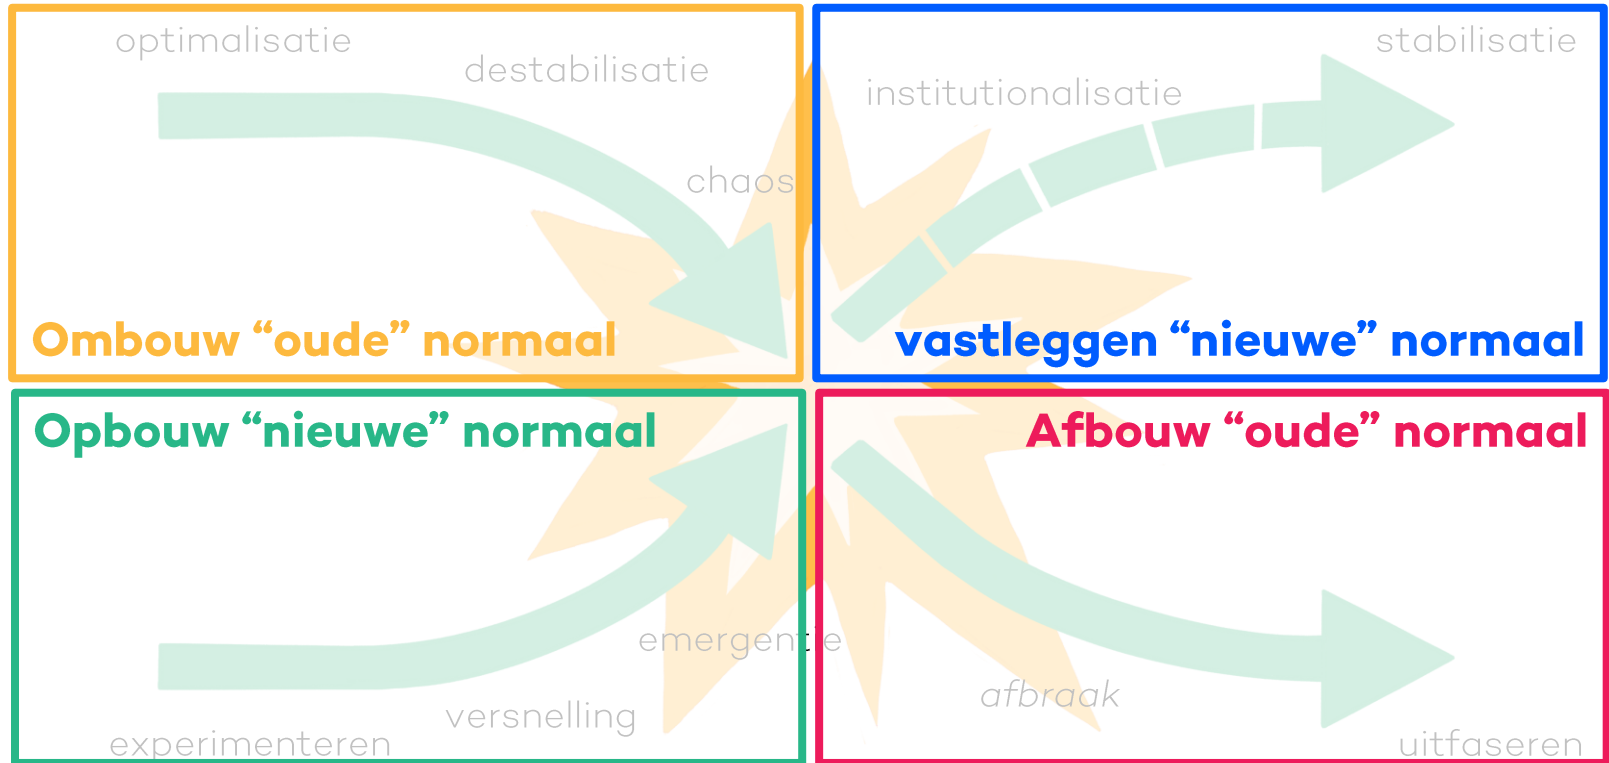 optimalisatie
destabilisatie
chaos
Ombouw “oude” normaal
stabilisatie
institutionalisatie
vastleggen “nieuwe” normaal
Opbouw “nieuwe” normaal
emergentie
versnelling
experimenteren
Afbouw “oude” normaal
afbraak
uitfaseren